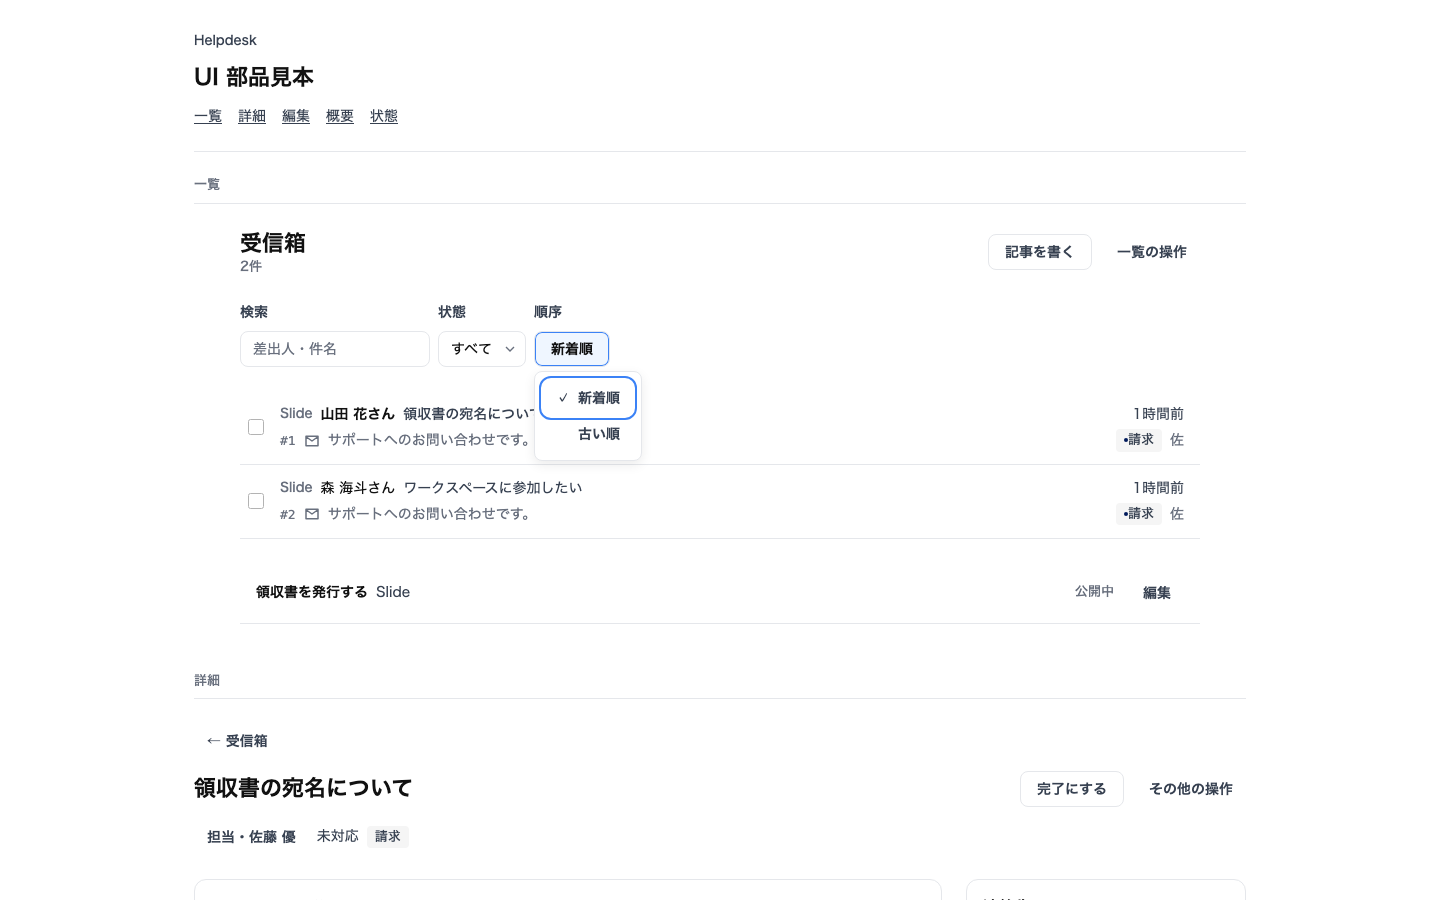 Helpdesk
UI 部品見本
一覧 詳細 編集 概要 状態
一覧
受信箱
2件
記事を書く 一覧の操作
検索 状態 順序
差出人・件名 すべて 新着順
✓ 新着順
古い順
Slide 山田 花さん 領収書の宛名につい 1時間前
#1 サポートへのお問い合わせです。 •請求 佐
Slide 森 海斗さん ワークスペースに参加したい 1時間前
#2 サポートへのお問い合わせです。 •請求 佐
領収書を発行する Slide 公開中 編集
詳細
← 受信箱
領収書の宛名について 完了にする その他の操作
担当・佐藤 優 未対応 請求